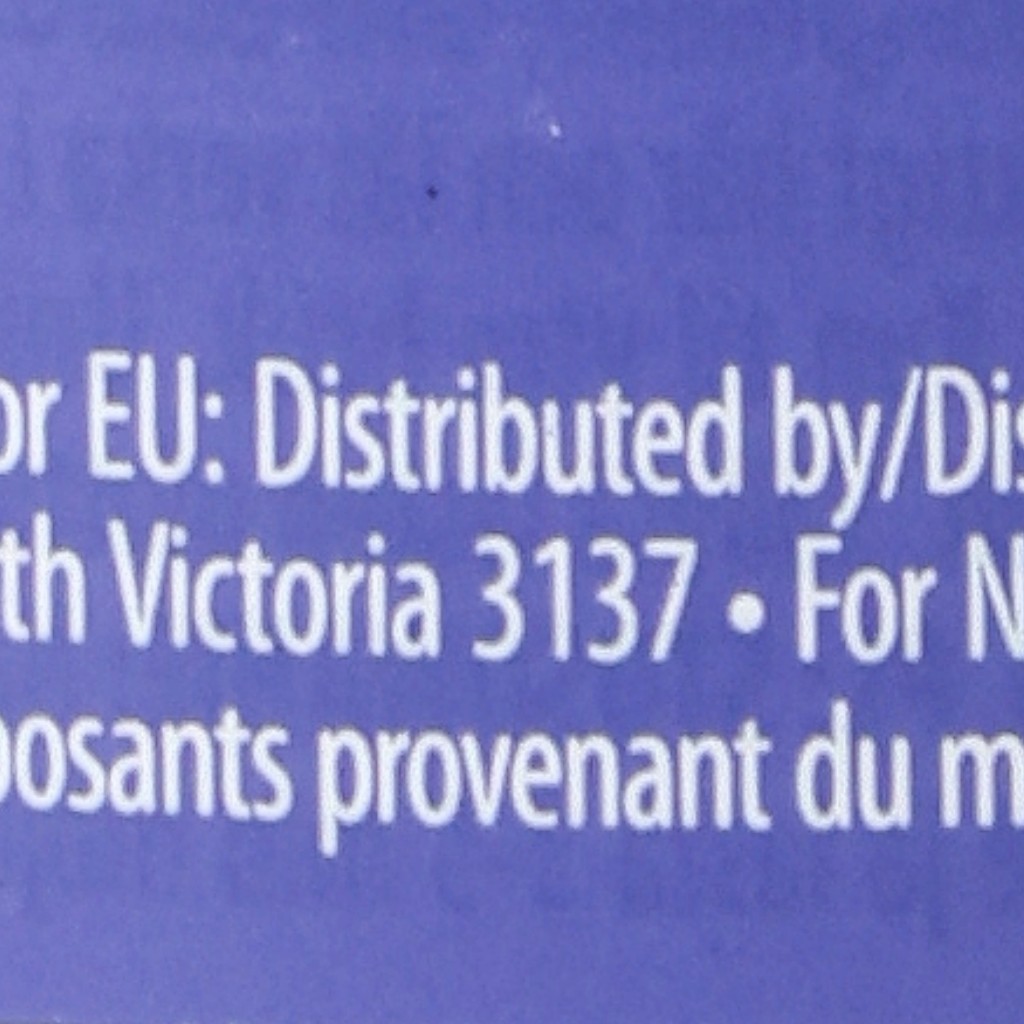 or EU: Distributed by/Dis
th Victoria 3137 • For N
posants provenant du m